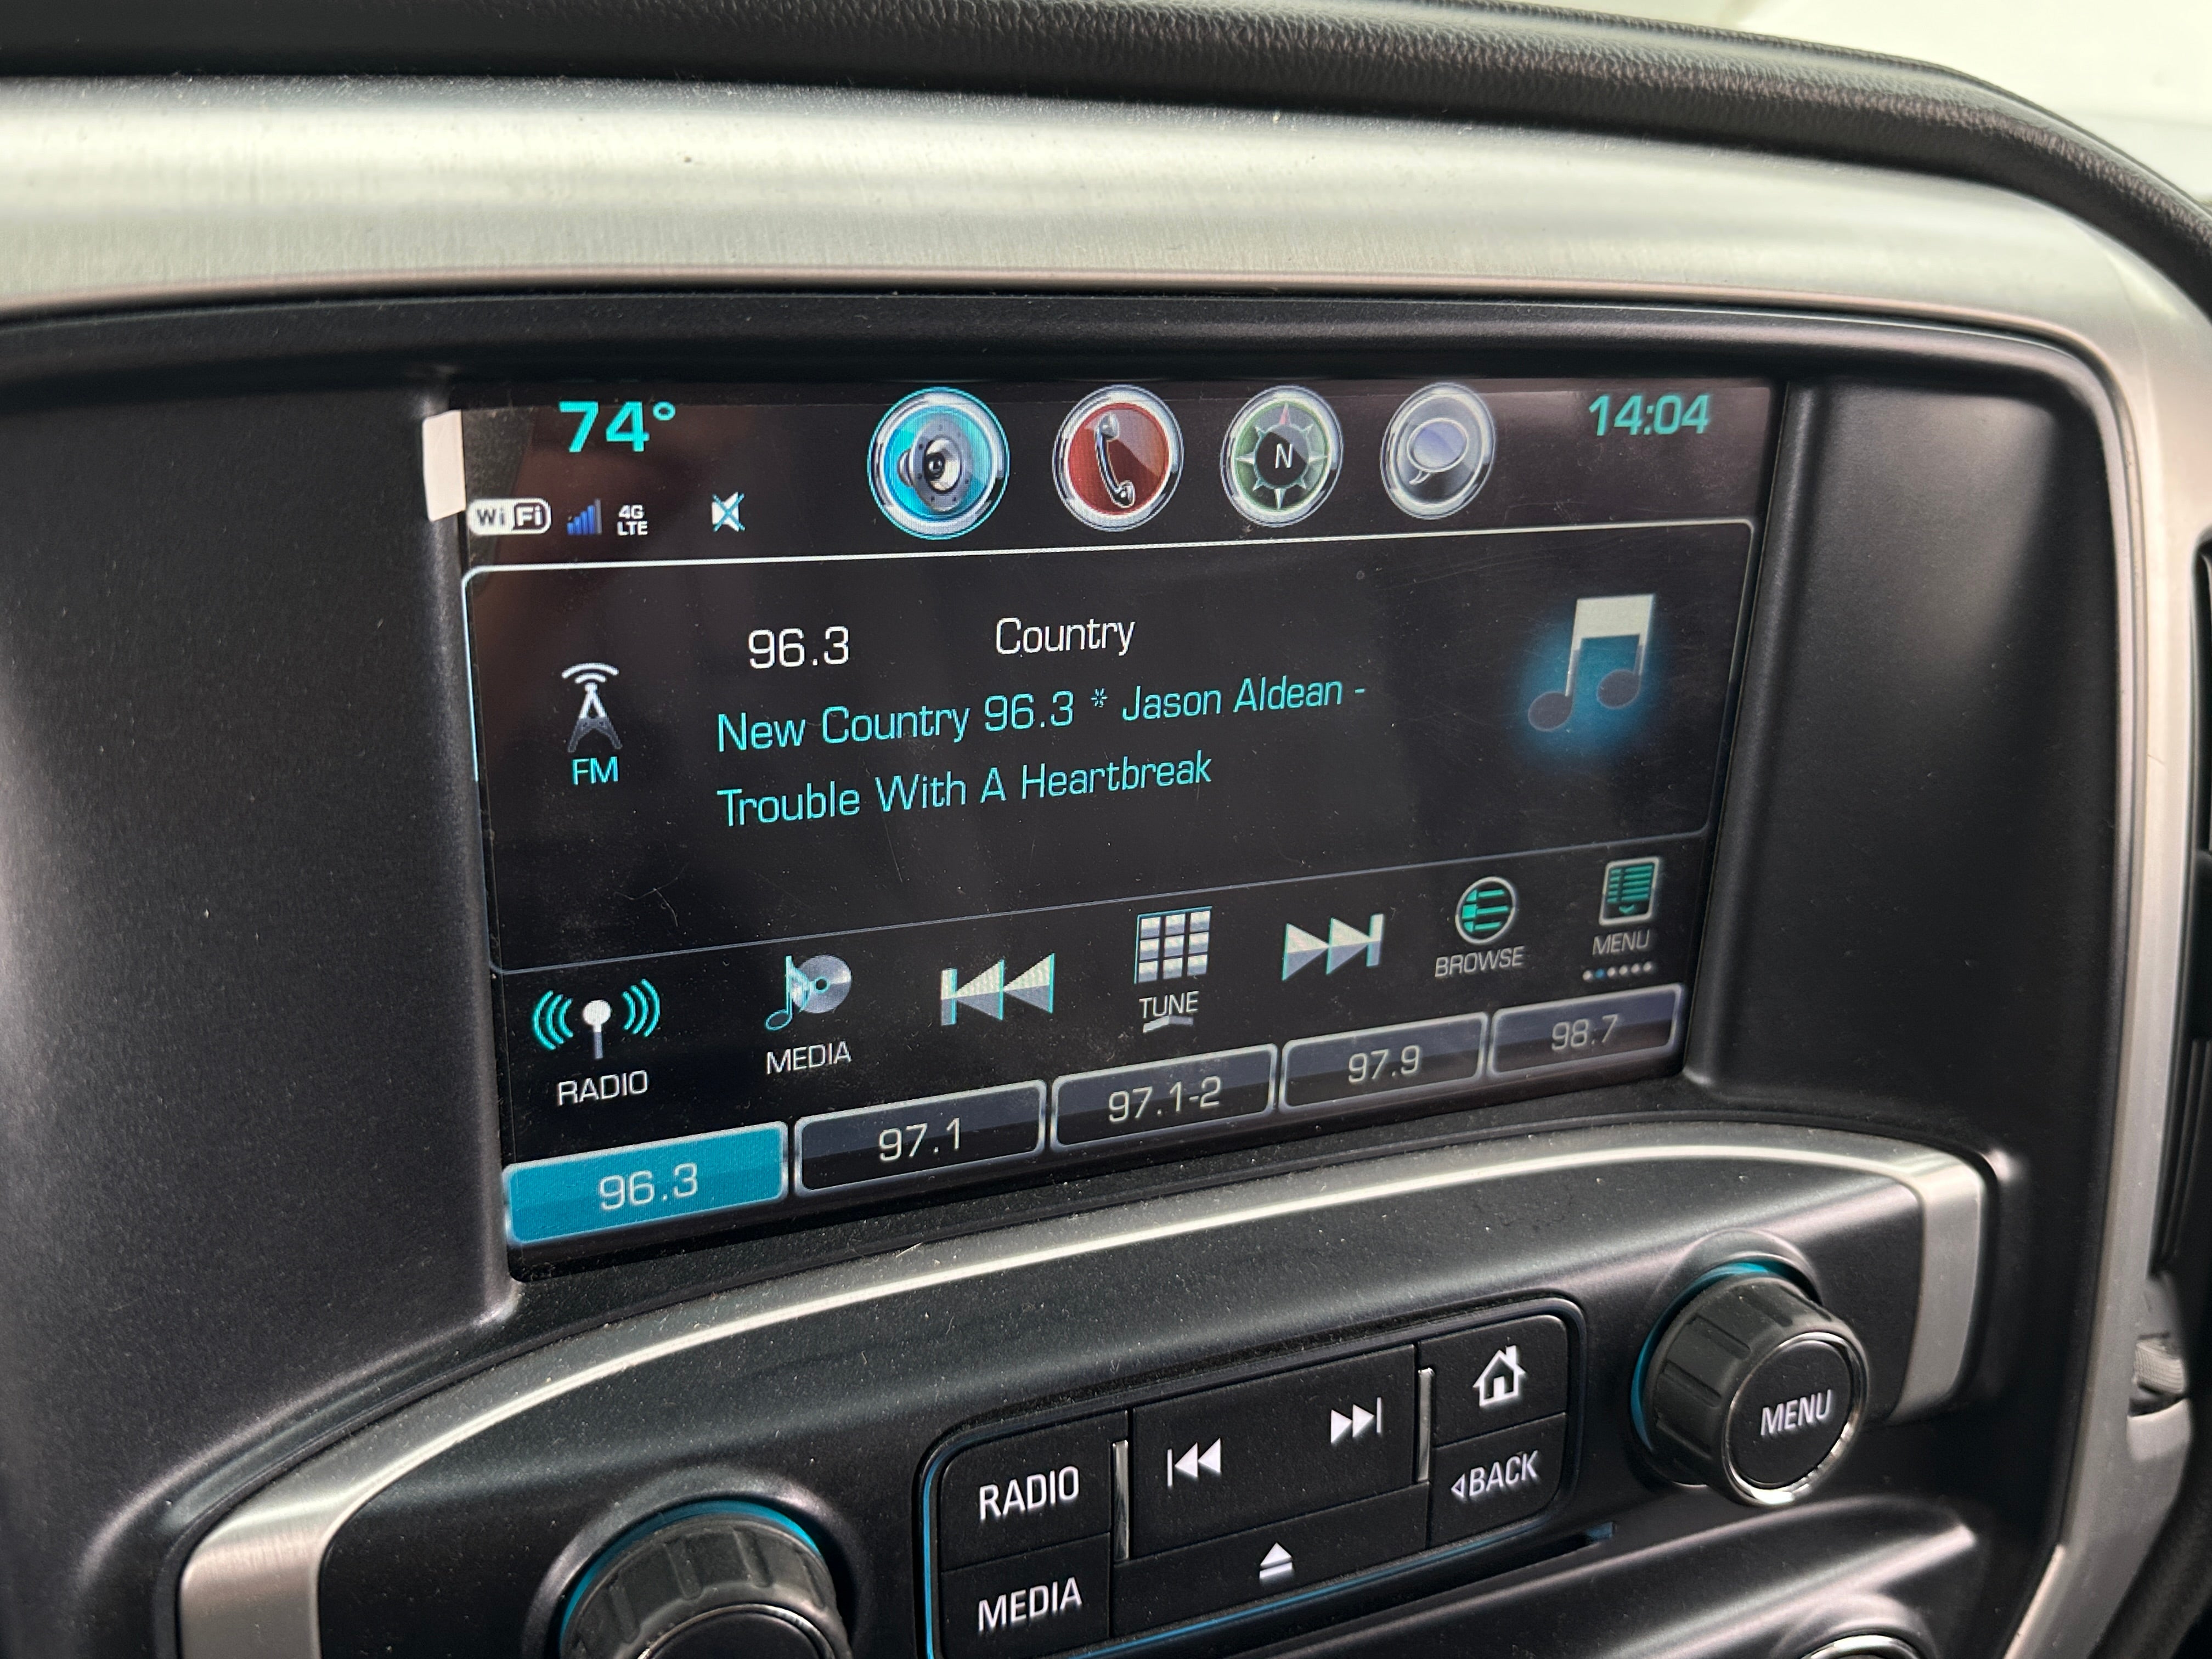 74°
14:04
N
WiFi 4G
LTE
96.3 Country
New Country 96.3 * Jason Aldean -
Trouble With A Heartbreak
FM
RADIO
MEDIA
TUNE
BROWSE
MENU
96.3 97.1 97.1-2 97.9 98.7
RADIO
MEDIA
◁BACK
MENU